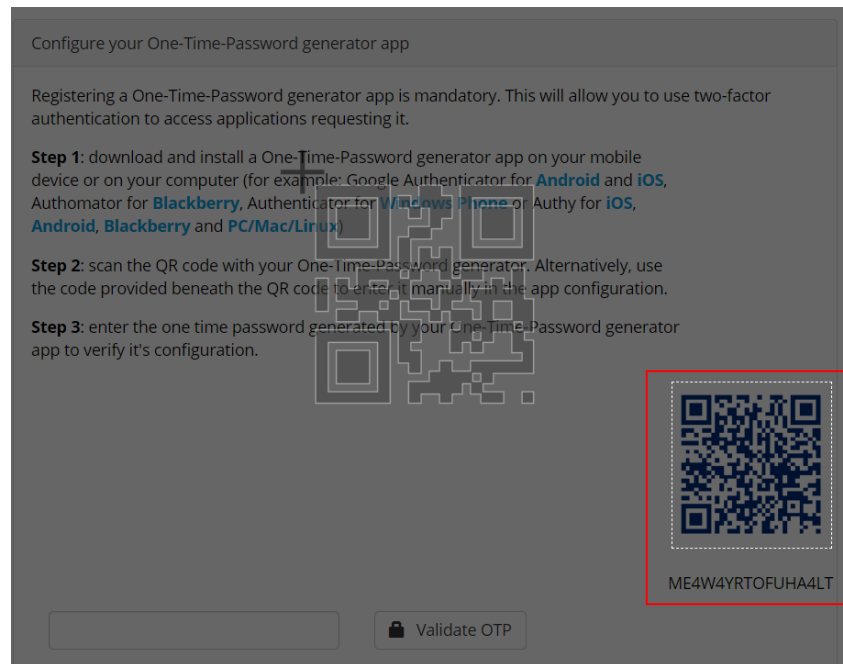 Configure your One-Time-Password generator app
Registering a One-Time-Password generator app is mandatory. This will allow you to use two-factor
authentication to access applications requesting it.
Step 1: download and install a One-Time-Password generator app on your mobile
device or on your computer (for example: Google Authenticator for Android and iOS,
Authomator for Blackberry, Authenticator for Windows Phone or Authy for iOS,
Android, Blackberry and PC/Mac/Linux)
Step 2: scan the QR code with your One-Time-Password generator. Alternatively, use
the code provided beneath the QR code to enter it manually in the app configuration.
Step 3: enter the one time password generated by your One-Time-Password generator
app to verify it's configuration.
ME4W4YRTOFUHA4LT
Validate OTP